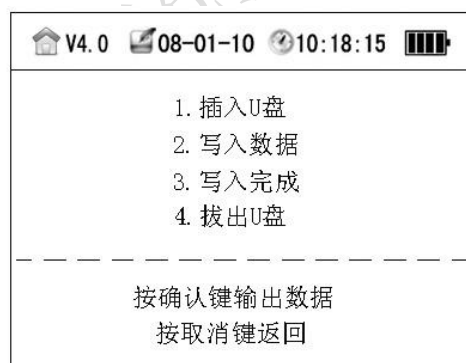 V4.0 08-01-10 10:18:15
1. 插入U盘
2. 写入数据
3. 写入完成
4. 拔出U盘
按确认键输出数据
按取消键返回